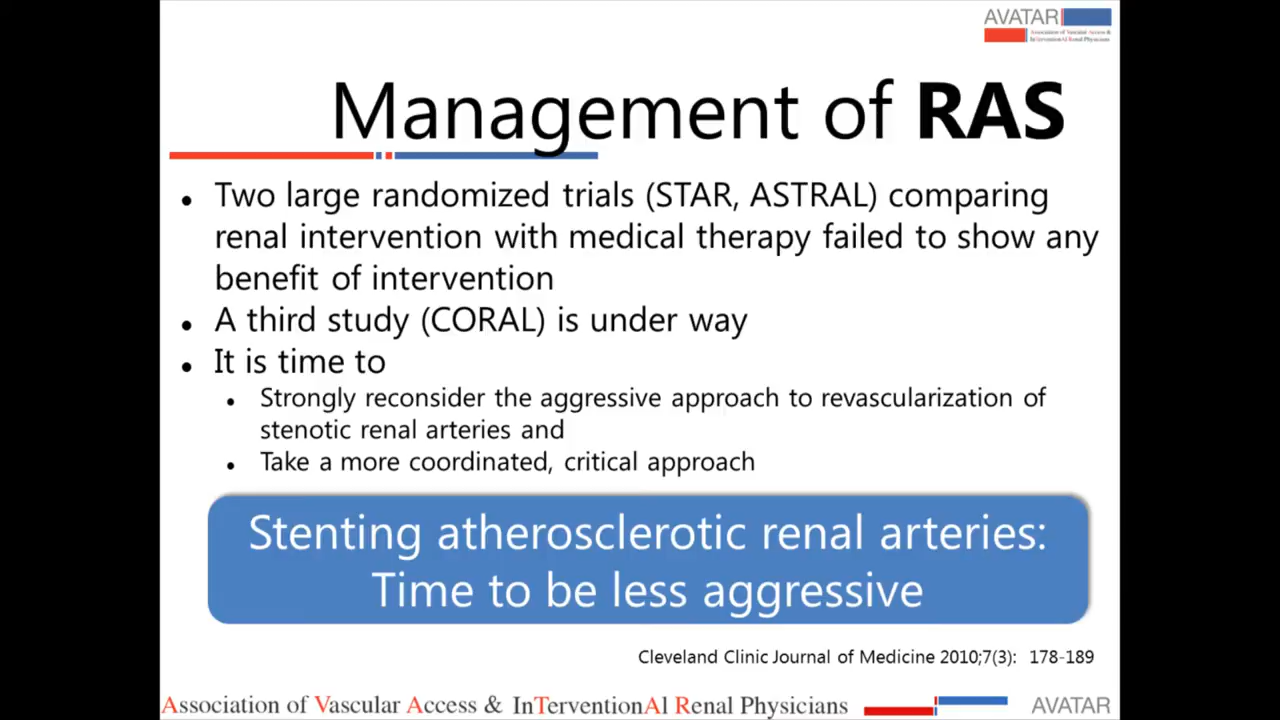 AVATAR
Association of Vascular Access &
InTerventionAl Renal Physicians
Management of RAS
• Two large randomized trials (STAR, ASTRAL) comparing
renal intervention with medical therapy failed to show any
benefit of intervention
• A third study (CORAL) is under way
• It is time to
• Strongly reconsider the aggressive approach to revascularization of
stenotic renal arteries and
• Take a more coordinated, critical approach
Stenting atherosclerotic renal arteries:
Time to be less aggressive
Cleveland Clinic Journal of Medicine 2010;7(3): 178-189
Association of Vascular Access & InTerventionAl Renal Physicians
AVATAR